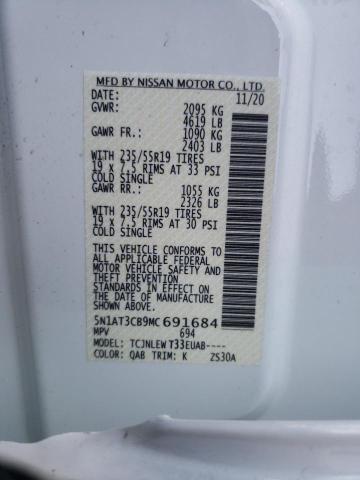 MFD BY NISSAN MOTOR CO., LTD.
DATE: 11/20
GVWR: 2095 KG
4619 LB
GAWR FR.: 1090 KG
2403 LB
WITH 235/55R19 TIRES
19 x 7.5 RIMS AT 33 PSI
COLD SINGLE
GAWR RR.: 1055 KG
2326 LB
WITH 235/55R19 TIRES
19 x 7.5 RIMS AT 30 PSI
COLD SINGLE
THIS VEHICLE CONFORMS TO
ALL APPLICABLE FEDERAL
MOTOR VEHICLE SAFETY
STANDARDS IN EFFECT ON
THE DATE OF MANUFACTURE
SHOWN ABOVE.
5N1AT3CB9MC691684
MPV 694
MODEL: TCJNLEW T33EUAB----
COLOR: QAB TRIM: K ZS30A